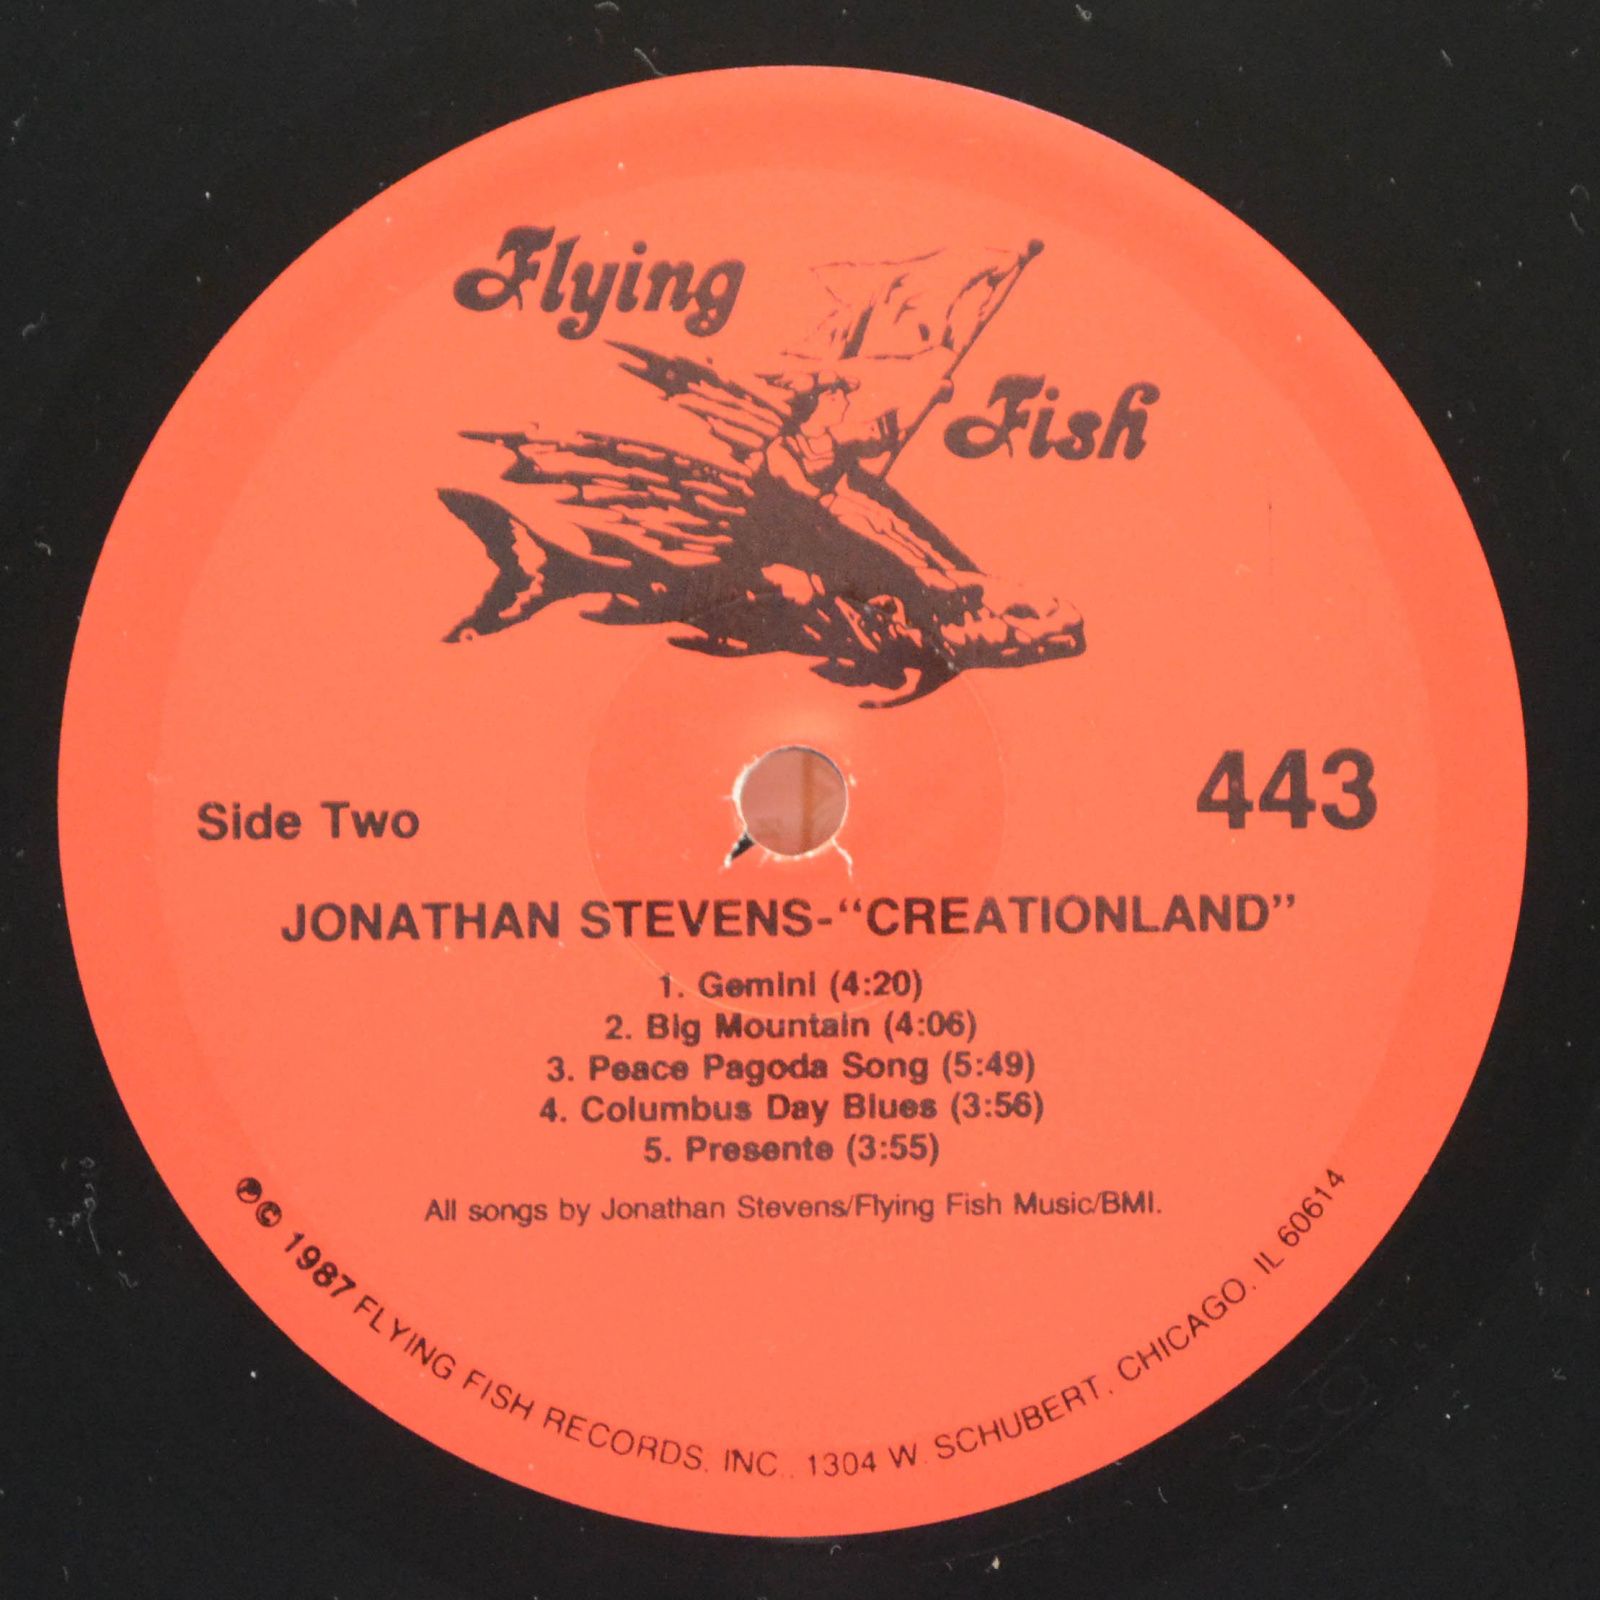 Flying
Fish
Side Two
443
JONATHAN STEVENS-“CREATIONLAND”
1. Gemini (4:20)
2. Big Mountain (4:06)
3. Peace Pagoda Song (5:49)
4. Columbus Day Blues (3:56)
5. Presente (3:55)
All songs by Jonathan Stevens/Flying Fish Music/BMI.
℗© 1987 FLYING FISH RECORDS, INC., 1304 W. SCHUBERT, CHICAGO, IL 60614